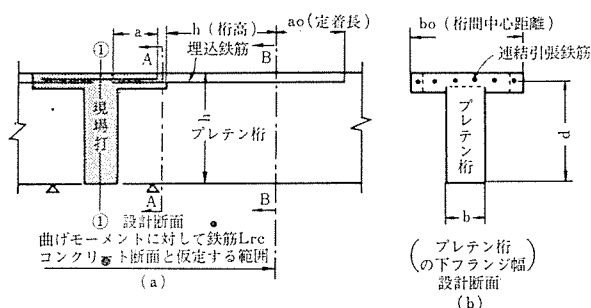 a
h (桁高)
ao(定着長)
埋込鉄筋
①
A
B
h
現場打
プレテン桁
①
A
B
設計断面
曲げモーメントに対して鉄筋Lrc
コンクリート断面と仮定する範囲
(a)
bo (桁間中心距離)
連結引張鉄筋
プレテン桁
d
b
プレテン桁
の下フランジ幅
設計断面
(b)